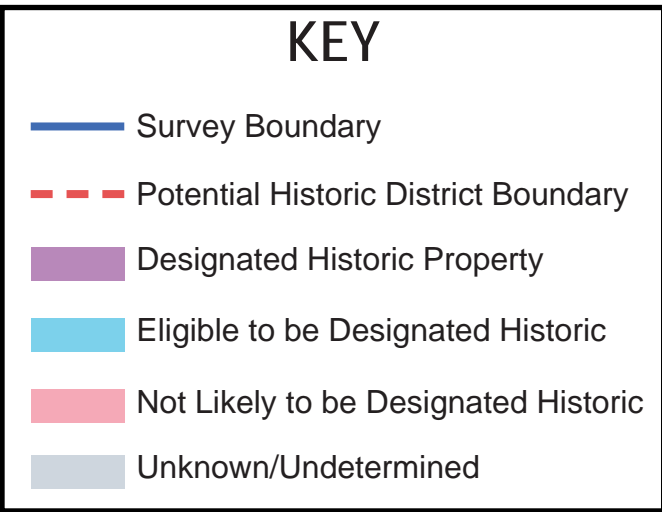 KEY
Survey Boundary
Potential Historic District Boundary
Designated Historic Property
Eligible to be Designated Historic
Not Likely to be Designated Historic
Unknown/Undetermined